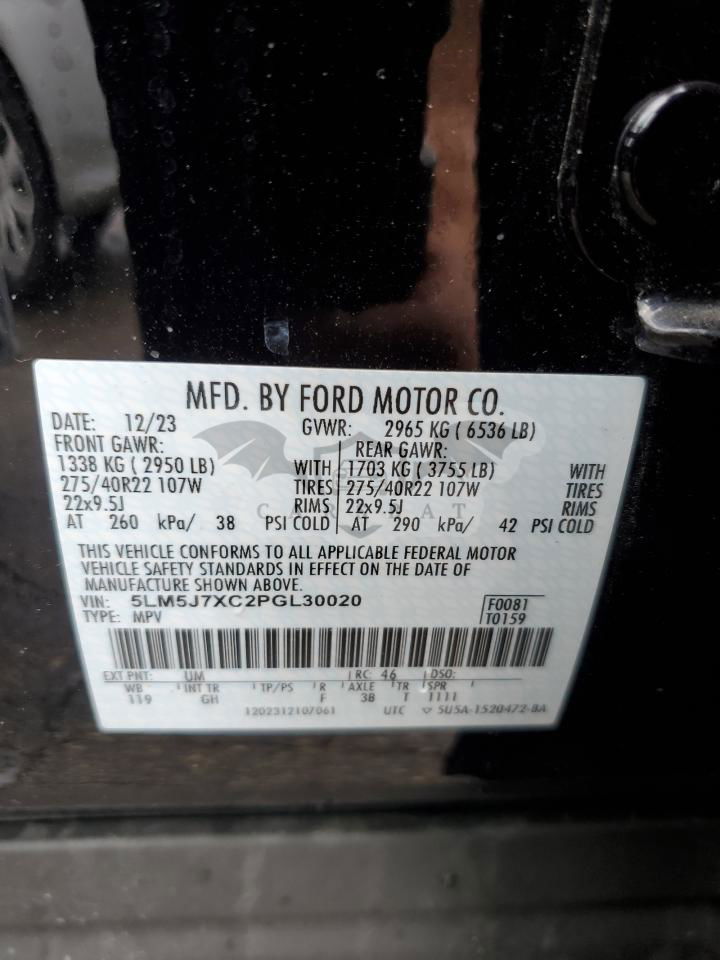 MFD. BY FORD MOTOR CO.
DATE: 12/23 GVWR: 2965 KG ( 6536 LB)
FRONT GAWR: REAR GAWR:
1338 KG ( 2950 LB) WITH 1703 KG ( 3755 LB) WITH
275/40R22 107W TIRES 275/40R22 107W TIRES
22x9.5J RIMS 22x9.5J RIMS
AT 260 kPa/ 38 PSI COLD AT 290 kPa/ 42 PSI COLD
THIS VEHICLE CONFORMS TO ALL APPLICABLE FEDERAL MOTOR
VEHICLE SAFETY STANDARDS IN EFFECT ON THE DATE OF
MANUFACTURE SHOWN ABOVE.
VIN: 5LM5J7XC2PGL30020 F0081
TYPE: MPV T0159
EXT PNT: UM RC: 46 DSO:
WB INT TR TP/PS R AXLE TR SPR
119 GH F 3B T 1111
1202312107061 UTC ▽ 5U5A-1520472-BA